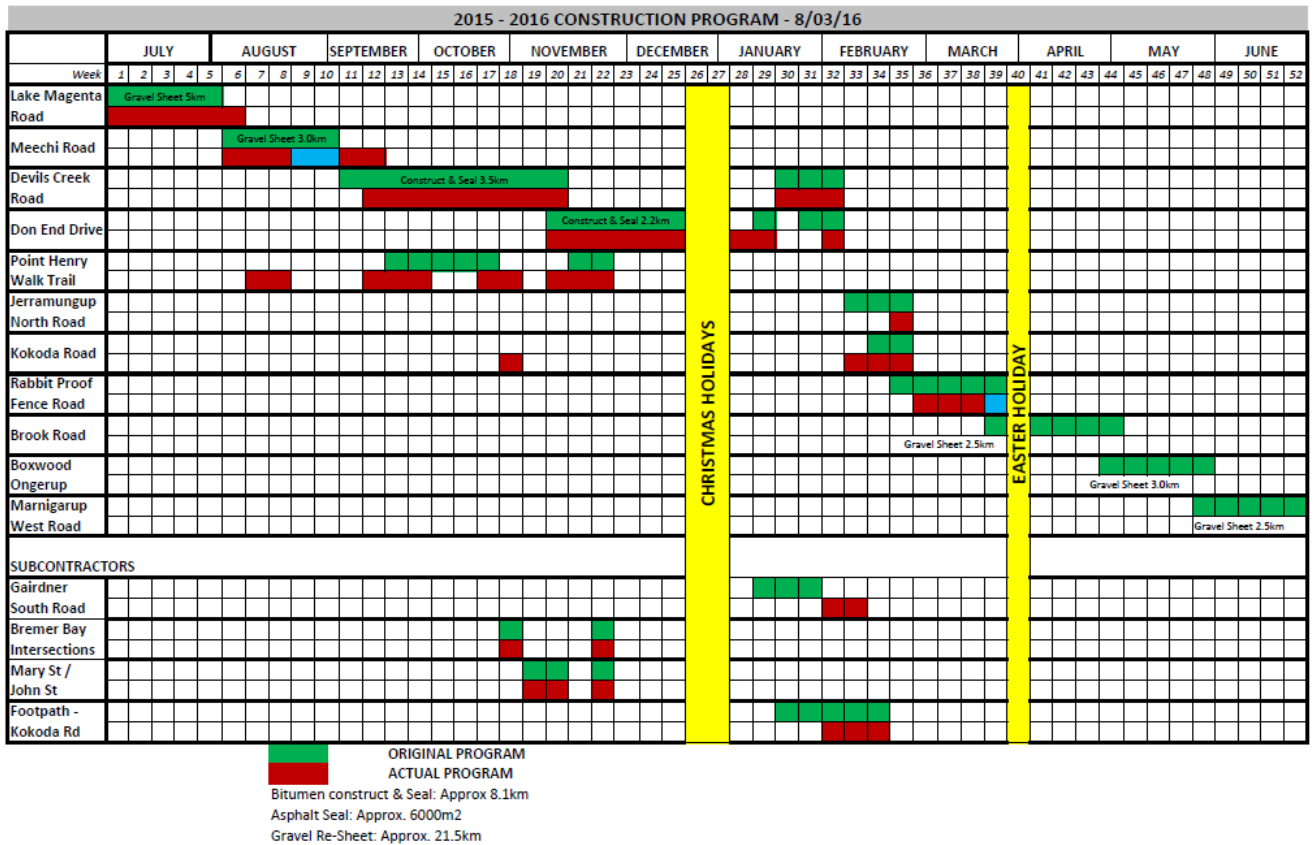 2015 - 2016 CONSTRUCTION PROGRAM - 8/03/16
JULY AUGUST SEPTEMBER OCTOBER NOVEMBER DECEMBER JANUARY FEBRUARY MARCH APRIL MAY JUNE
Week 1 2 3 4 5 6 7 8 9 10 11 12 13 14 15 16 17 18 19 20 21 22 23 24 25 26 27 28 29 30 31 32 33 34 35 36 37 38 39 40 41 42 43 44 45 46 47 48 49 50 51 52
Lake Magenta Gravel Sheet 5km
Road
Gravel Sheet 3.0km
Meechi Road
Devils Creek Construct & Seal 3.5km
Road
Construct & Seal 2.2km
Don End Drive
Point Henry
Walk Trail
Jerramungup
North Road
Kokoda Road
Rabbit Proof
Fence Road
Brook Road
Gravel Sheet 2.5km
Boxwood
Ongerup Gravel Sheet 3.0km
Marnigarup
West Road Gravel Sheet 2.5km
CHRISTMAS HOLIDAYS
EASTER HOLIDAY
SUBCONTRACTORS
Gairdner
South Road
Bremer Bay
Intersections
Mary St /
John St
Footpath -
Kokoda Rd
ORIGINAL PROGRAM
ACTUAL PROGRAM
Bitumen construct & Seal: Approx 8.1km
Asphalt Seal: Approx. 6000m2
Gravel Re-Sheet: Approx. 21.5km